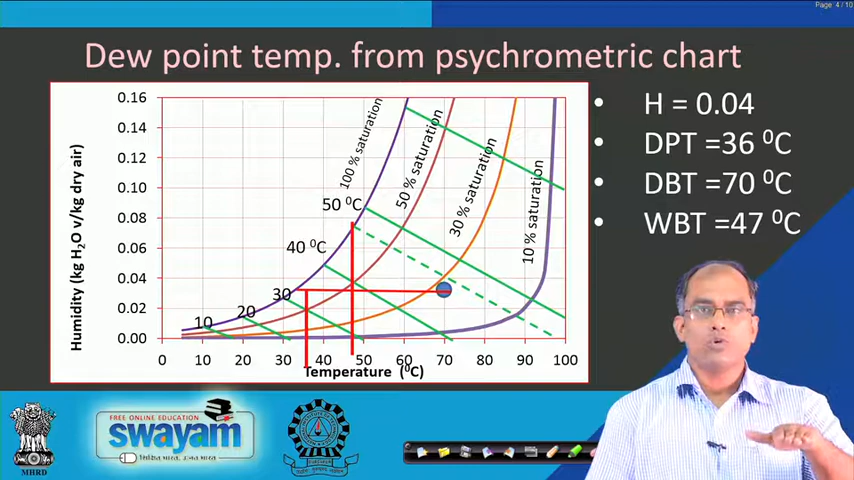 Page 4 / 10
Dew point temp. from psychrometric chart
Humidity (kg H2O v/kg dry air)
0.16
0.14
0.12
0.10
0.08
0.06
0.04
0.02
0.00
0
10
20
30
40
50
60
70
80
90
100
Temperature (⁰C)
10
20
30
40 ⁰C
50 ⁰C
100 % saturation
50 % saturation
30 % saturation
10 % saturation
• H = 0.04
• DPT =36 ⁰C
• DBT =70 ⁰C
• WBT =47 ⁰C
MHRD
FREE ONLINE EDUCATION
swayam
शिक्षित भारत, उन्नत भारत